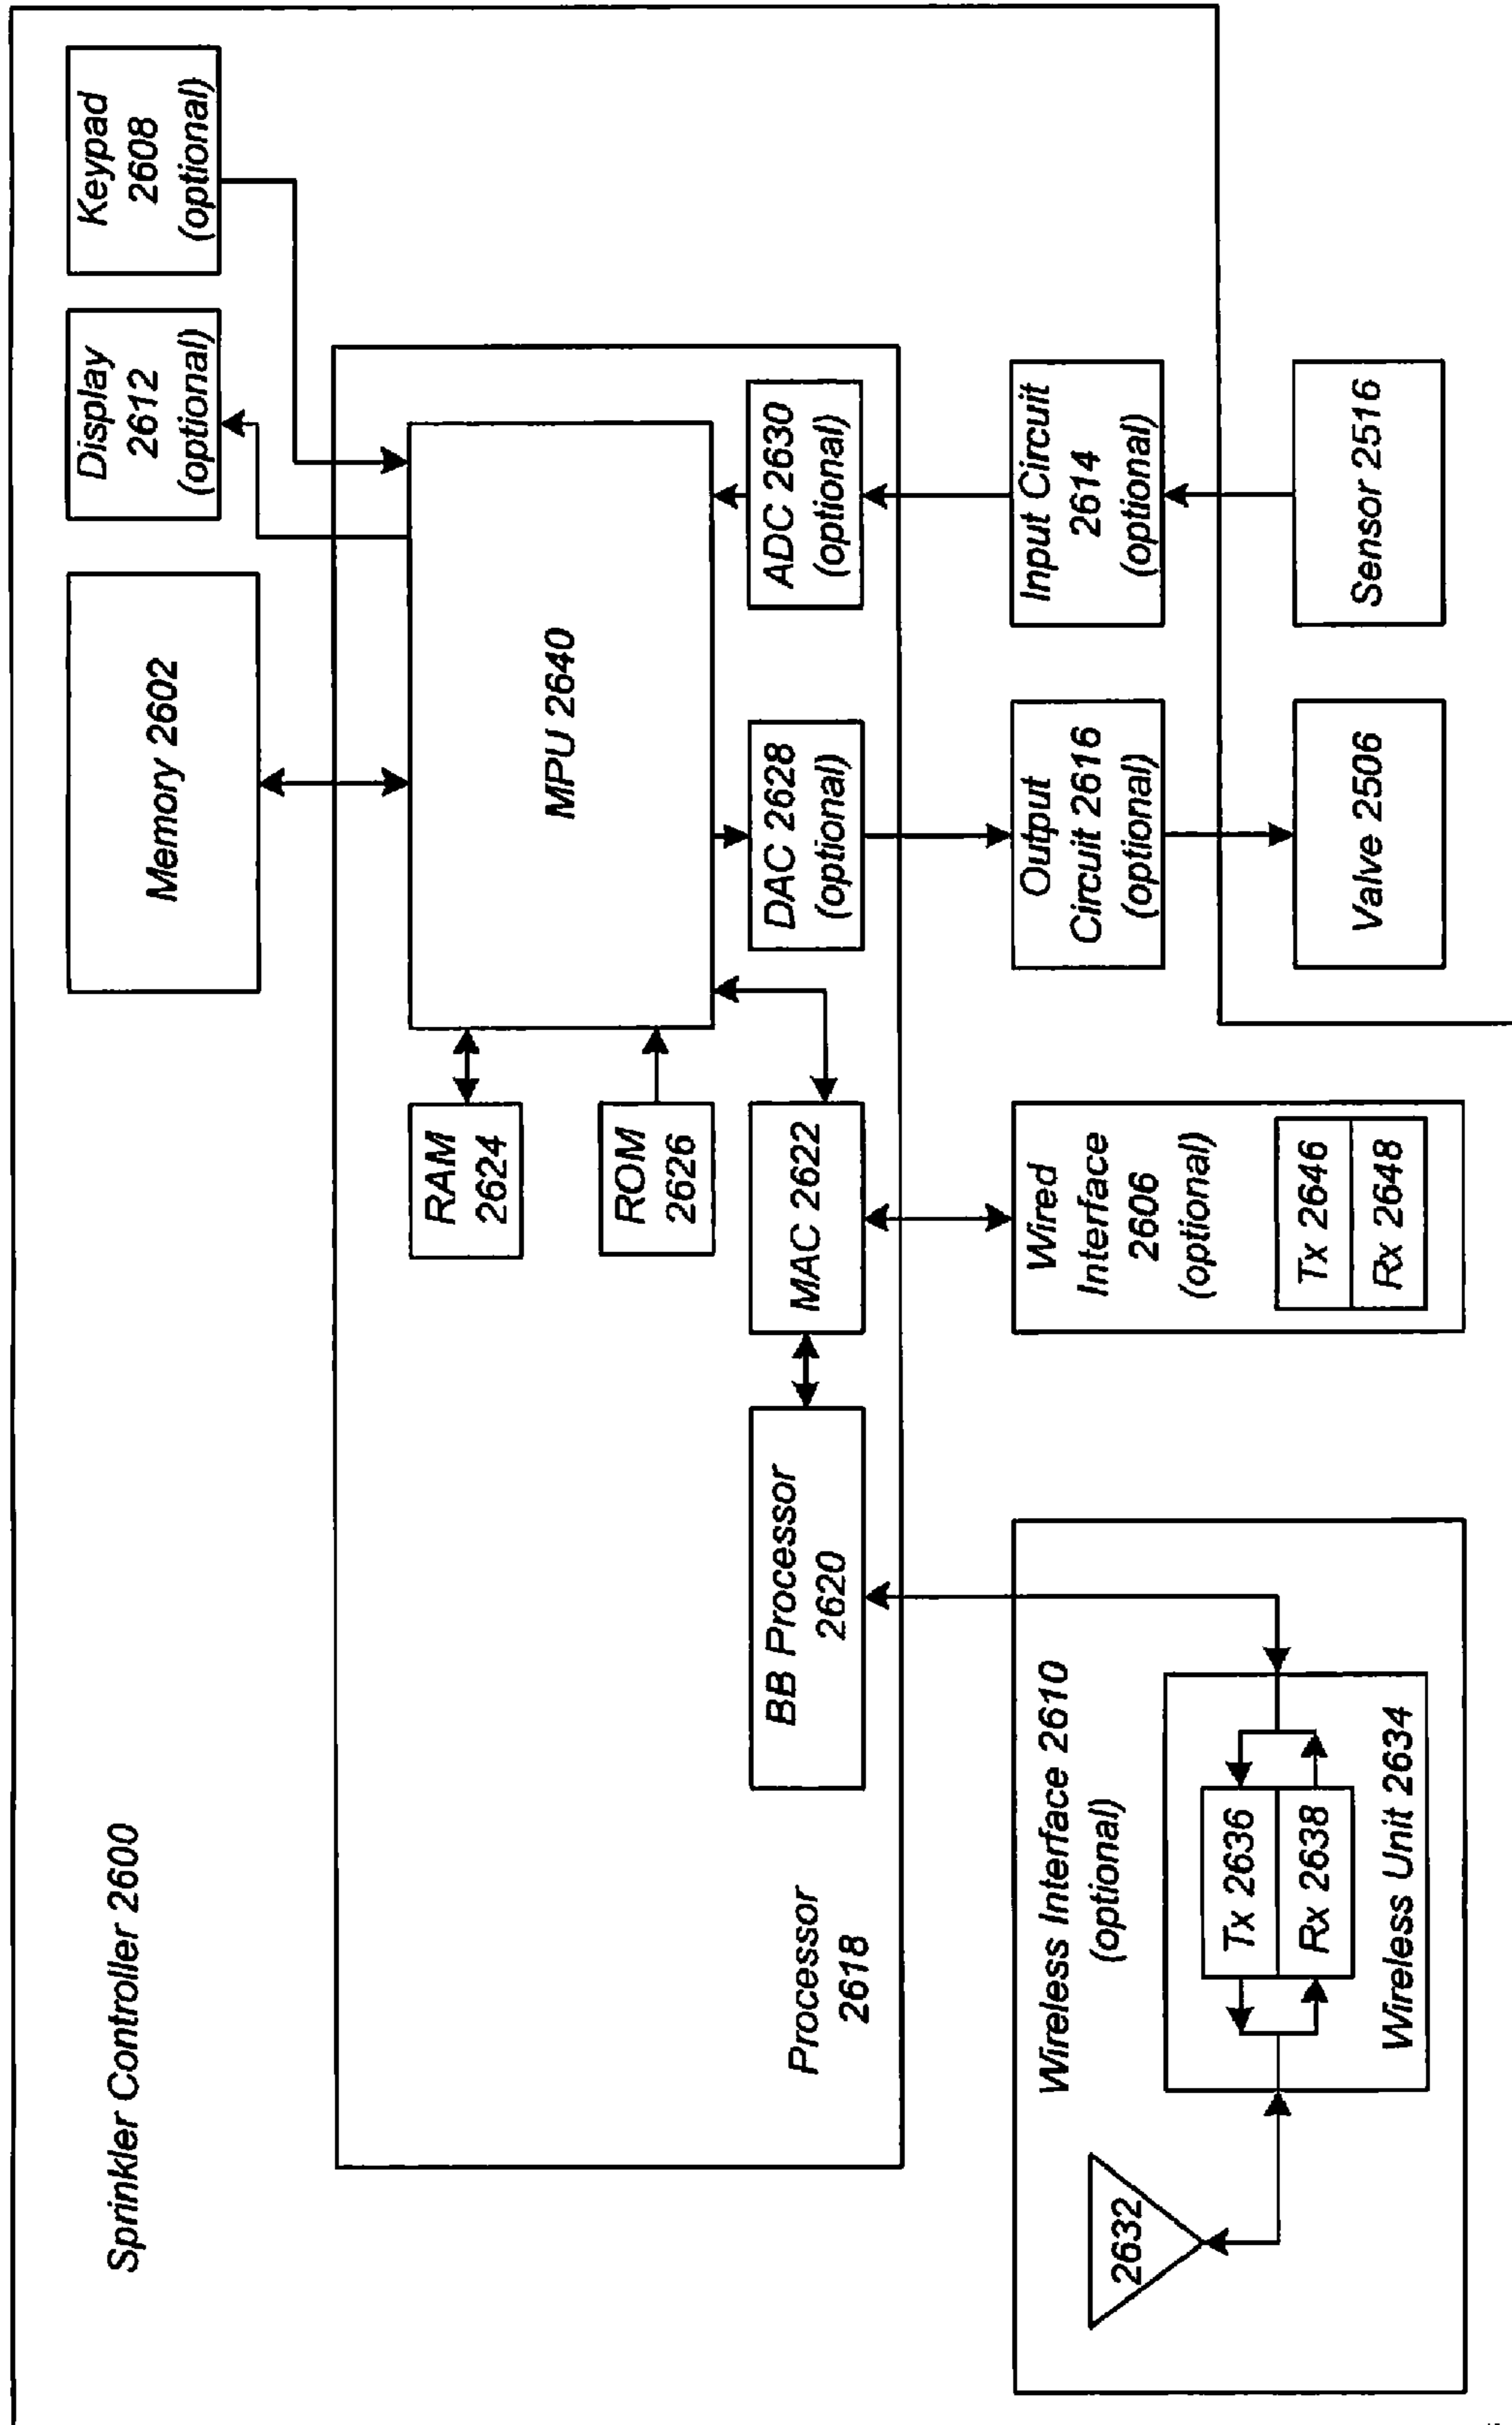 Sprinkler Controller 2600
Memory 2602
Display
2612
(optional)
Keypad
2608
(optional)
RAM
2624
MPU 2640
ROM
2626
Processor
2618
BB Processor
2620
MAC 2622
DAC 2628
(optional)
ADC 2630
(optional)
Wireless Interface 2610
(optional)
2632
Tx 2636
Rx 2638
Wireless Unit 2634
Wired
Interface
2606
(optional)
Tx 2646
Rx 2648
Output
Circuit 2616
(optional)
Input Circuit
2614
(optional)
Valve 2506
Sensor 2516